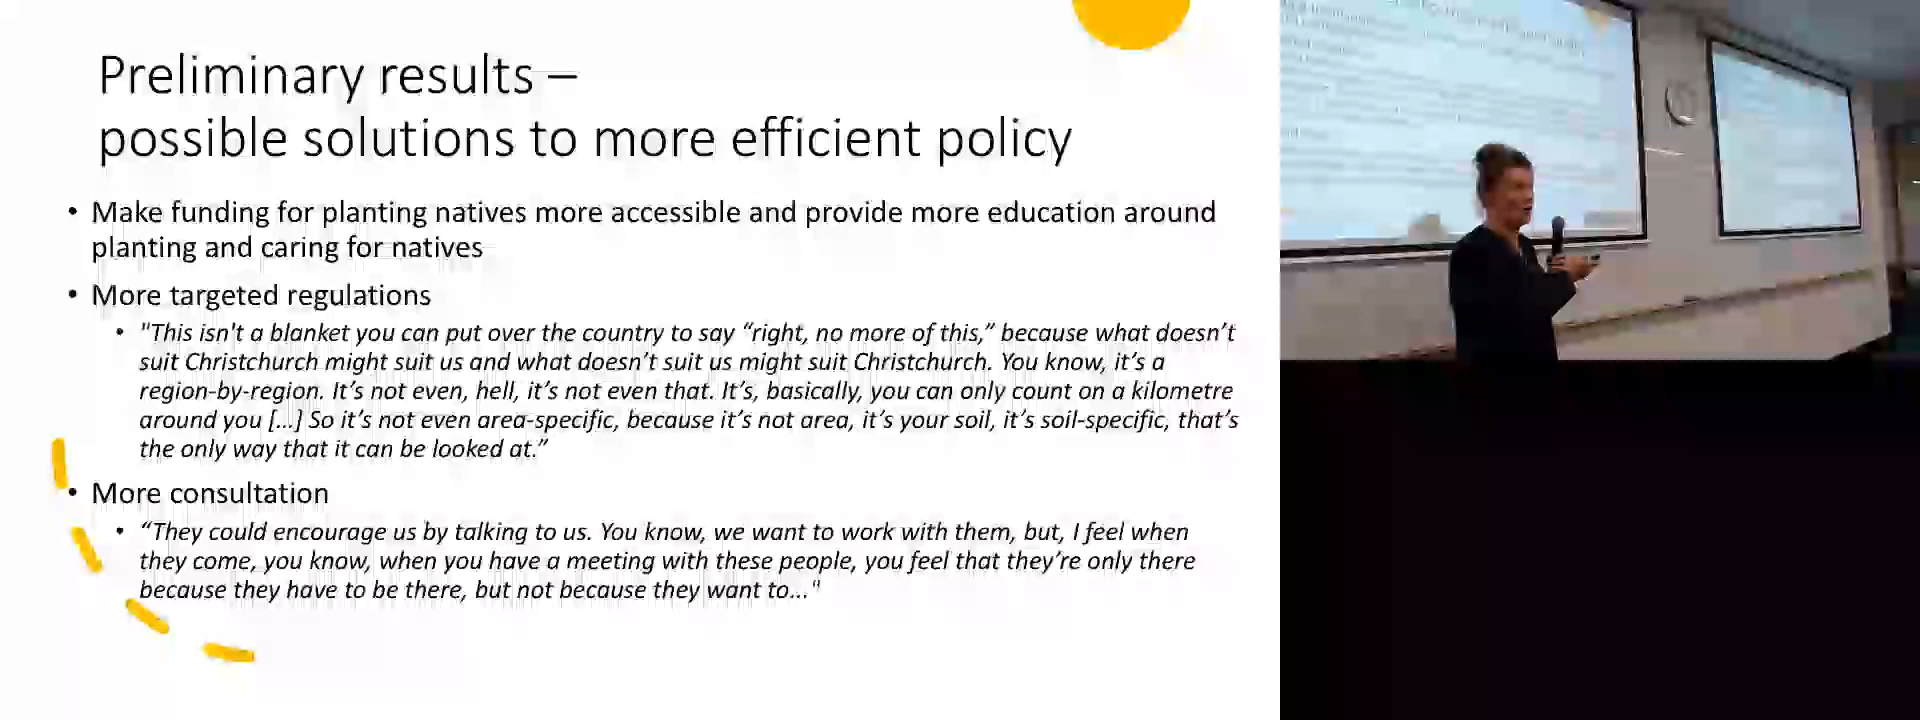 Preliminary results –
possible solutions to more efficient policy
• Make funding for planting natives more accessible and provide more education around
planting and caring for natives
• More targeted regulations
• "This isn't a blanket you can put over the country to say “right, no more of this,” because what doesn’t
suit Christchurch might suit us and what doesn’t suit us might suit Christchurch. You know, it’s a
region-by-region. It’s not even, hell, it’s not even that. It’s, basically, you can only count on a kilometre
around you [...] So it’s not even area-specific, because it’s not area, it’s your soil, it’s soil-specific, that’s
the only way that it can be looked at.”
• More consultation
• “They could encourage us by talking to us. You know, we want to work with them, but, I feel when
they come, you know, when you have a meeting with these people, you feel that they’re only there
because they have to be there, but not because they want to..."